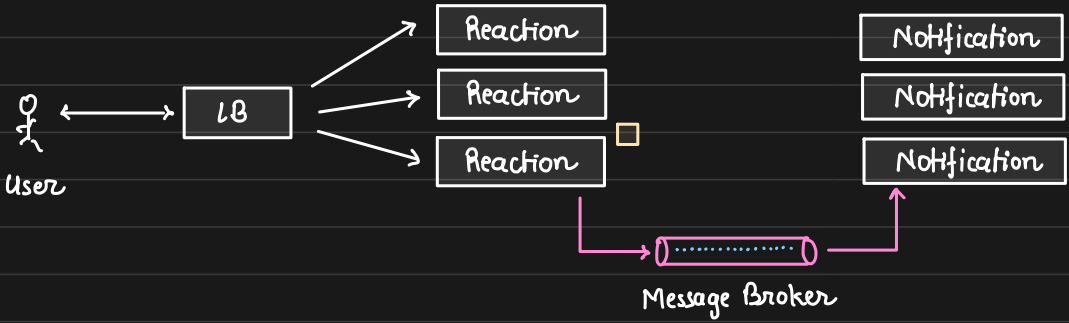 Reaction
Notification
Reaction
Notification
LB
Reaction
Notification
User
Message Broker